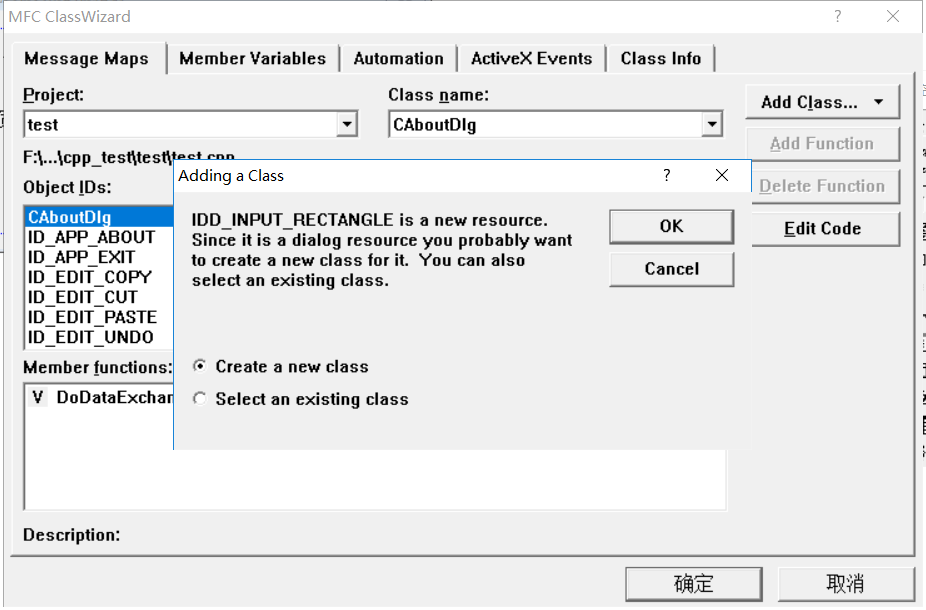 MFC ClassWizard
Message Maps
Member Variables
Automation
ActiveX Events
Class Info
Project:
test
Class name:
CAboutDlg
Add Class...
Add Function
Delete Function
Edit Code
F:\...\cpp_test\test\test.cpp
Object IDs:
CAboutDlg
ID_APP_ABOUT
ID_APP_EXIT
ID_EDIT_COPY
ID_EDIT_CUT
ID_EDIT_PASTE
ID_EDIT_UNDO
Adding a Class
IDD_INPUT_RECTANGLE is a new resource.
Since it is a dialog resource you probably want
to create a new class for it. You can also
select an existing class.
OK
Cancel
Create a new class
Select an existing class
Member functions:
V DoDataExchan
Description:
确定
取消